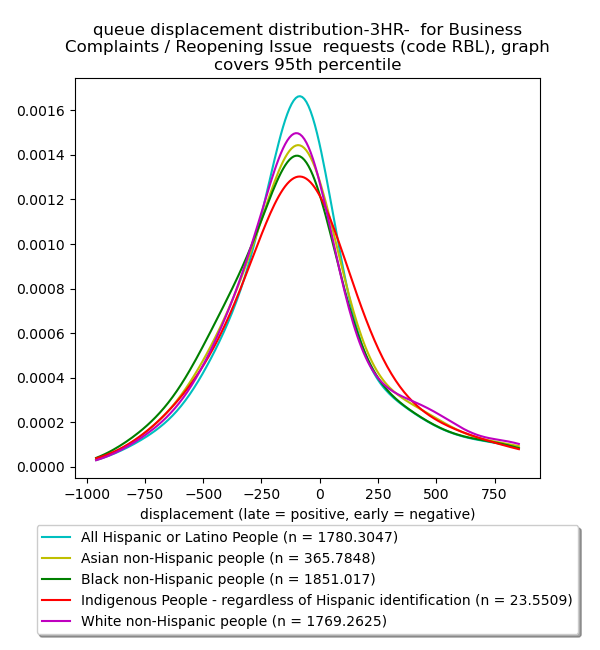 queue displacement distribution-3HR-  for Business
Complaints / Reopening Issue  requests (code RBL), graph
covers 95th percentile
0.0016
0.0014
0.0012
0.0010
0.0008
0.0006
0.0004
0.0002
0.0000
−1000 −750 −500 −250 0 250 500 750
displacement (late = positive, early = negative)
All Hispanic or Latino People (n = 1780.3047)
Asian non-Hispanic people (n = 365.7848)
Black non-Hispanic people (n = 1851.017)
Indigenous People - regardless of Hispanic identification (n = 23.5509)
White non-Hispanic people (n = 1769.2625)